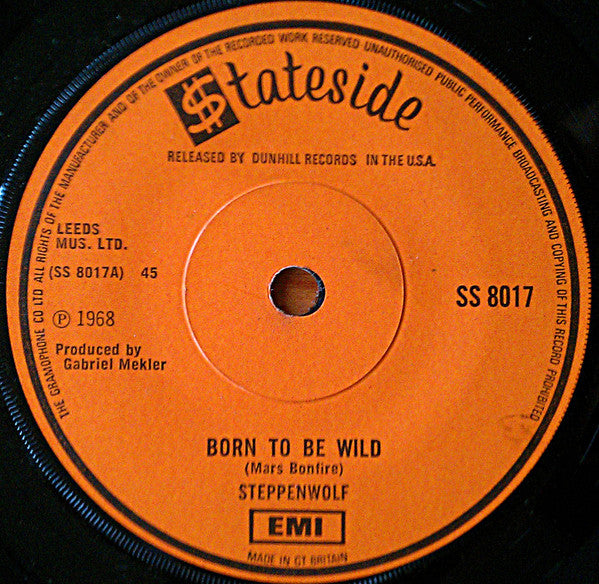 THE GRAMOPHONE CO LTD ALL RIGHTS OF THE MANUFACTURER AND OF THE OWNER OF THE RECORDED WORK RESERVED UNAUTHORISED PUBLIC PERFORMANCE BROADCASTING AND COPYING OF THIS RECORD PROHIBITED
$tateside
RELEASED BY DUNHILL RECORDS IN THE U.S.A.
LEEDS
MUS. LTD.
(SS 8017A) 45
SS 8017
℗ 1968
Produced by
Gabriel Mekler
BORN TO BE WILD
(Mars Bonfire)
STEPPENWOLF
EMI
MADE IN GT BRITAIN